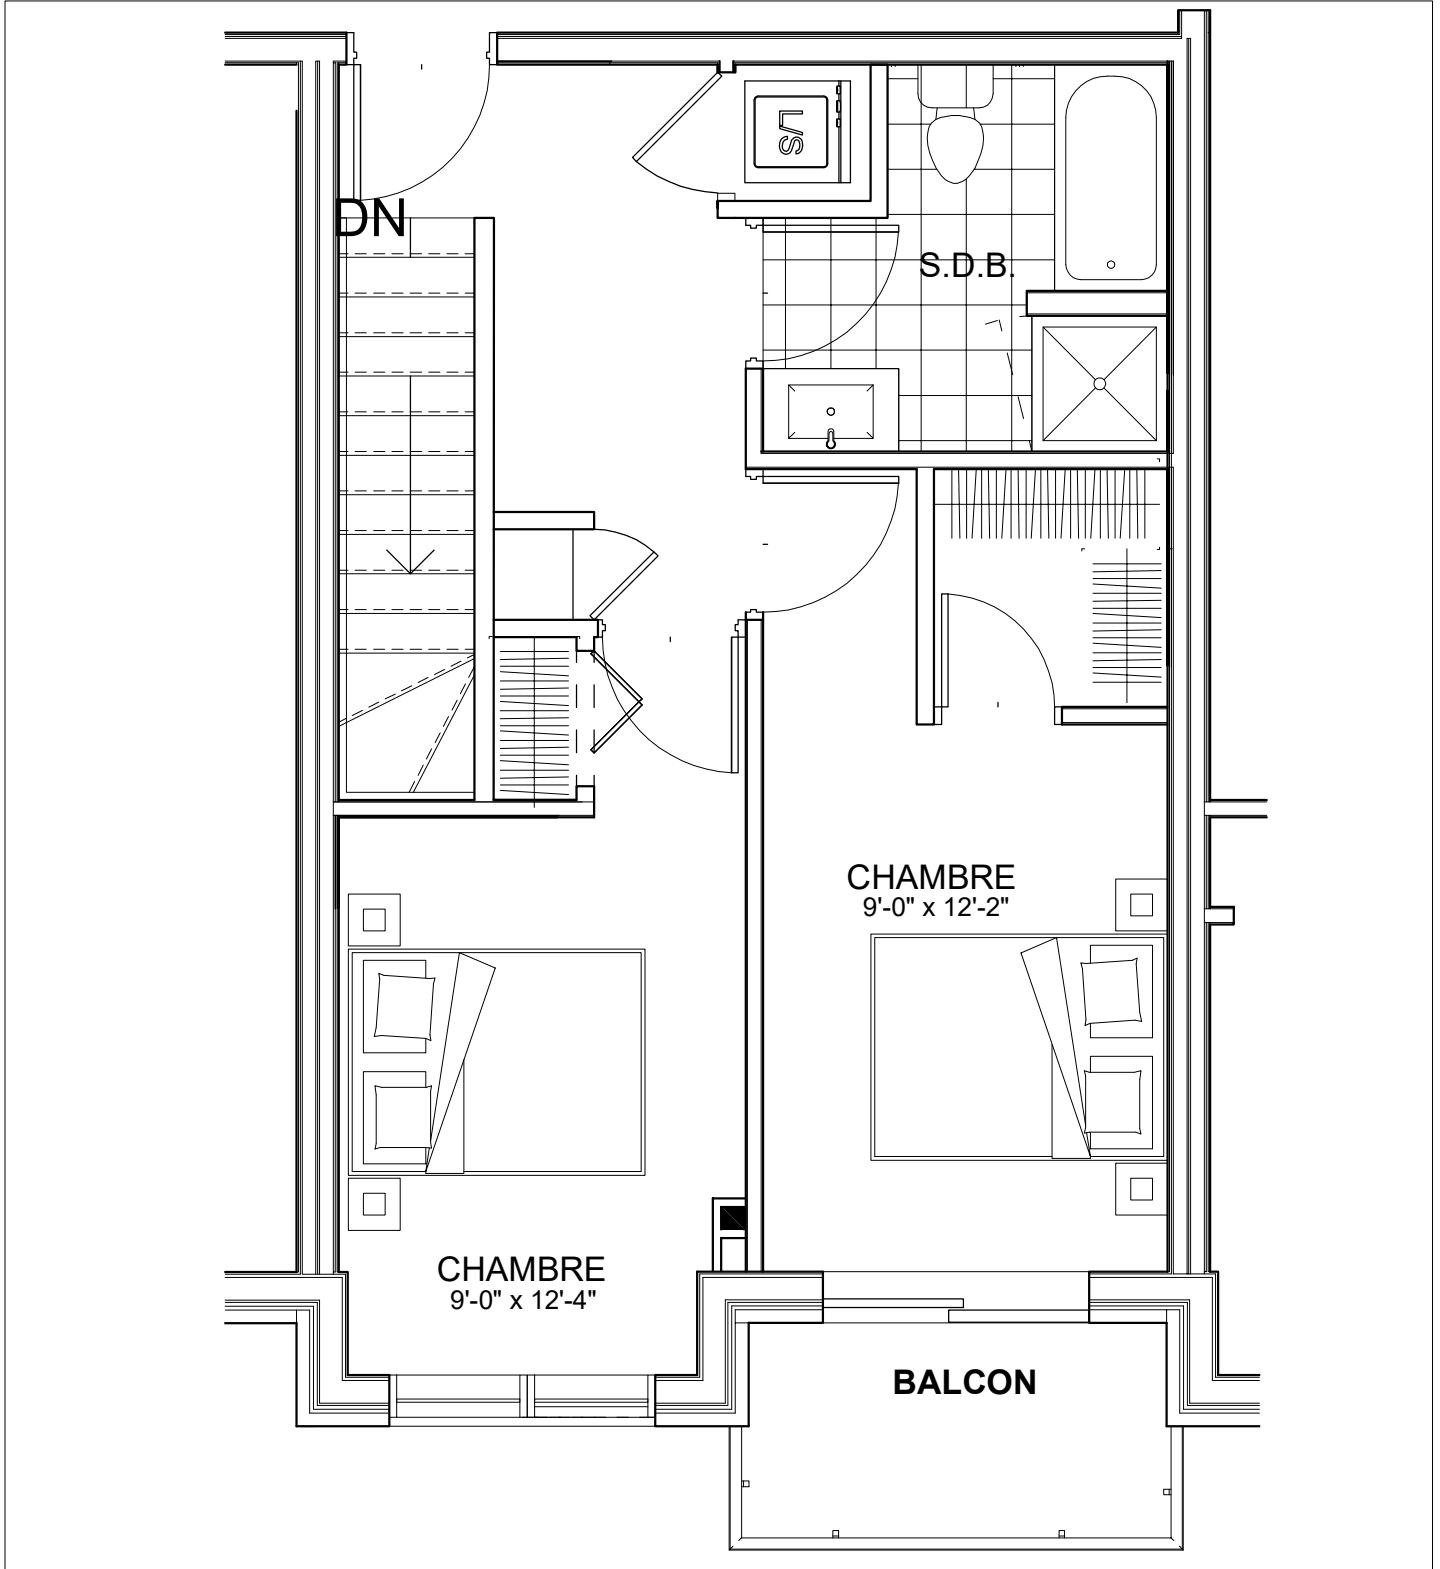 L/S
DN
S.D.B.
CHAMBRE
9'-0" x 12'-2"
CHAMBRE
9'-0" x 12'-4"
BALCON